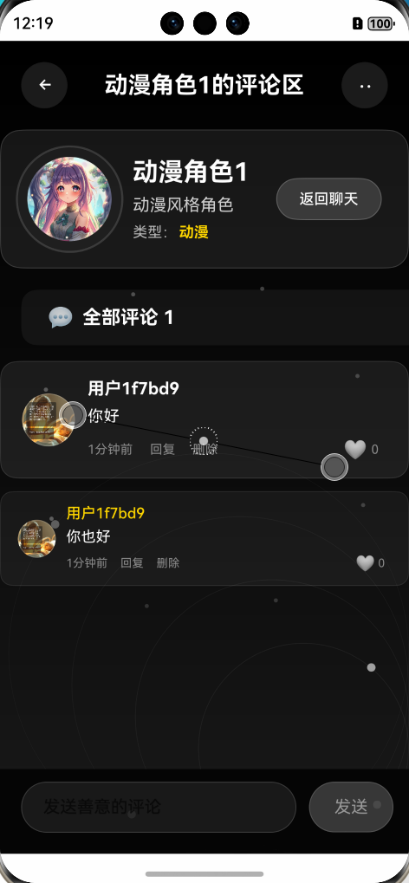 12:19
100
动漫角色1的评论区
动漫角色1
动漫风格角色
返回聊天
类型： 动漫
全部评论 1
用户1f7bd9
你好
1分钟前 回复 删除 0
用户1f7bd9
你也好
1分钟前 回复 删除 0
发送善意的评论 发送